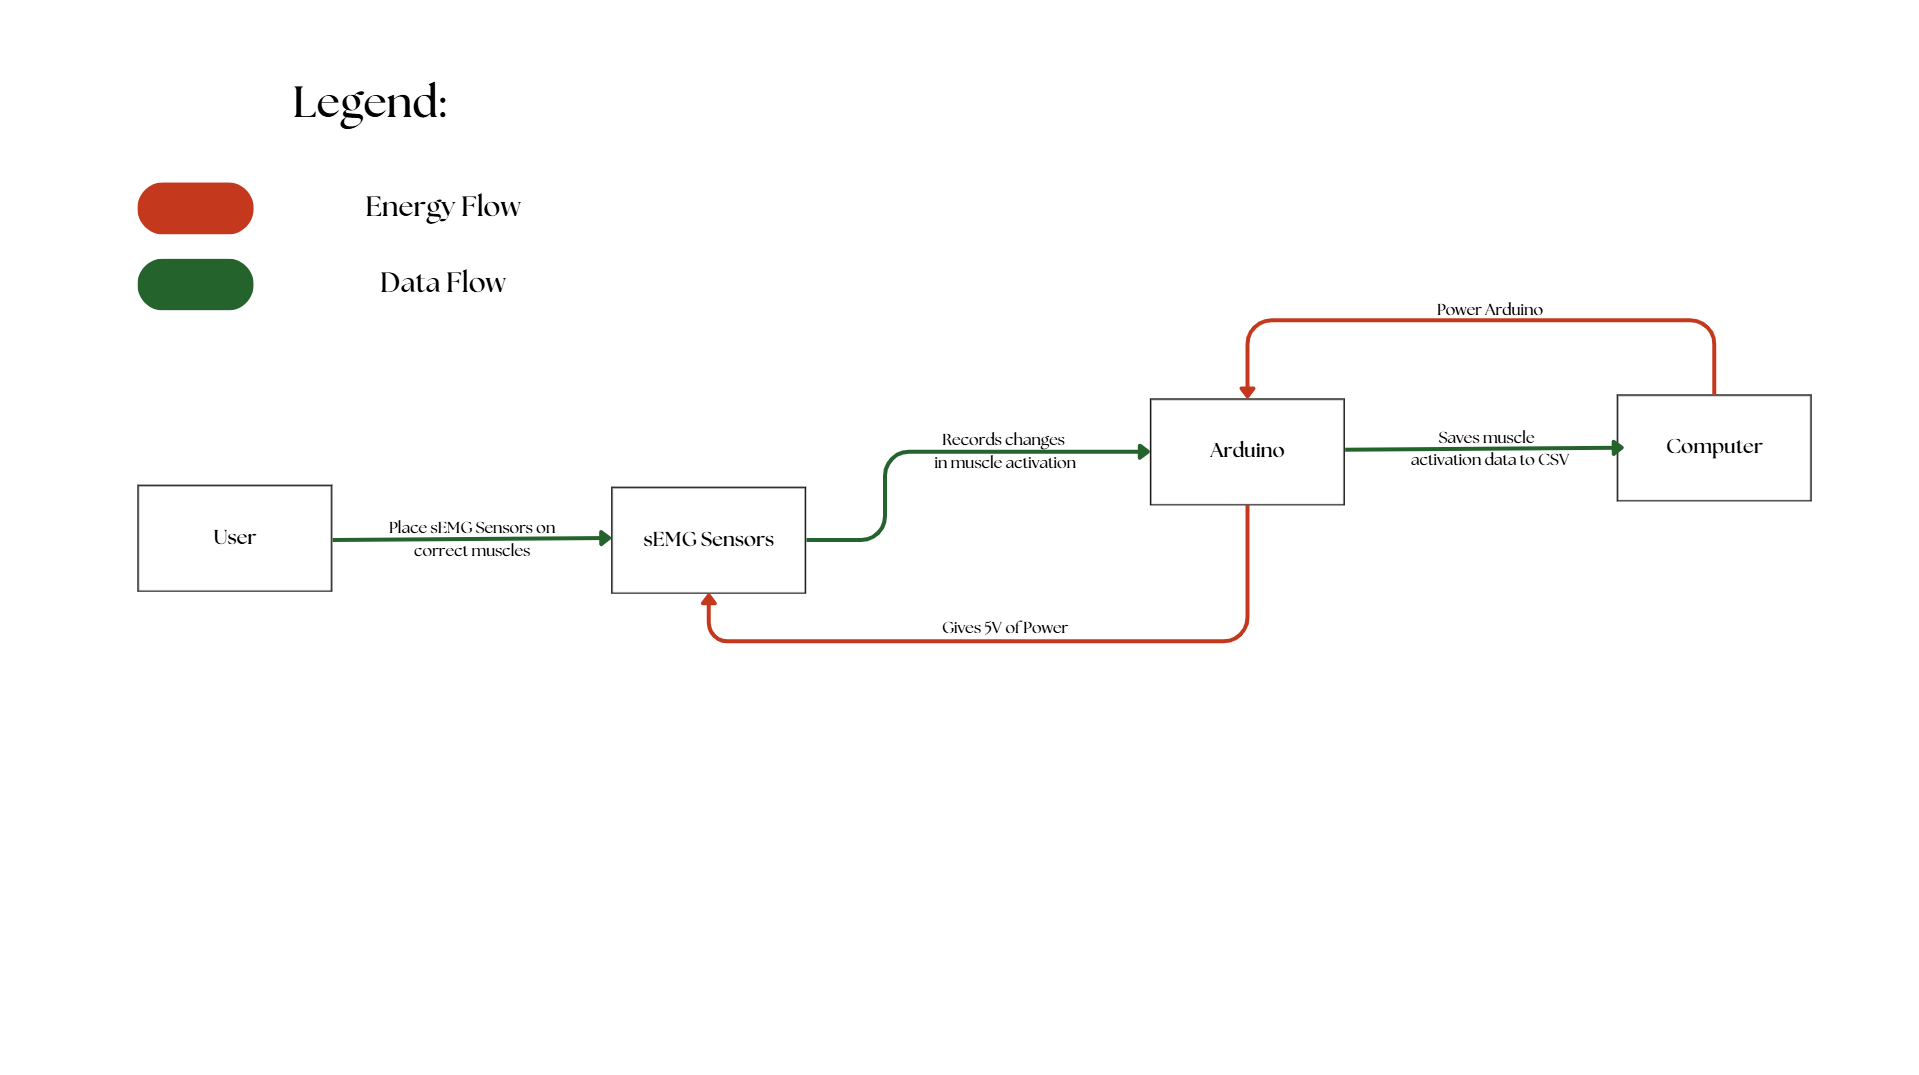 Legend:
Energy Flow
Data Flow
Power Arduino
Records changes
in muscle activation
Arduino
Saves muscle
activation data to CSV
Computer
User
Place sEMG Sensors on
correct muscles
sEMG Sensors
Gives 5V of Power